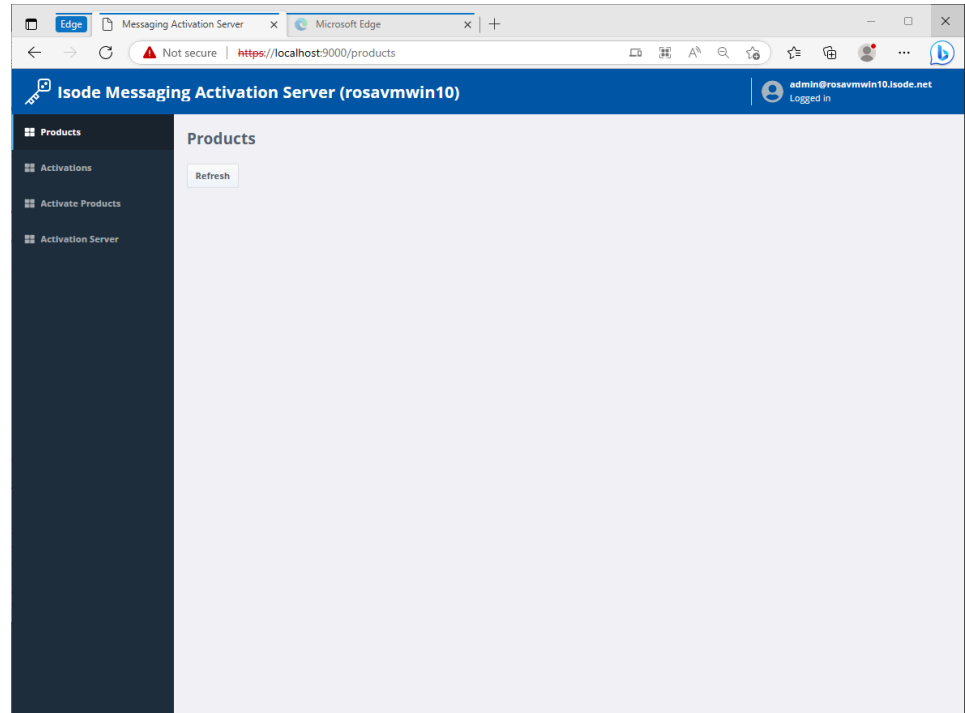 Edge
Messaging Activation Server
Microsoft Edge
Not secure | https://localhost:9000/products
Isode Messaging Activation Server (rosavmwin10)
admin@rosavmwin10.isode.net
Logged in
Products
Activations
Activate Products
Activation Server
Products
Refresh